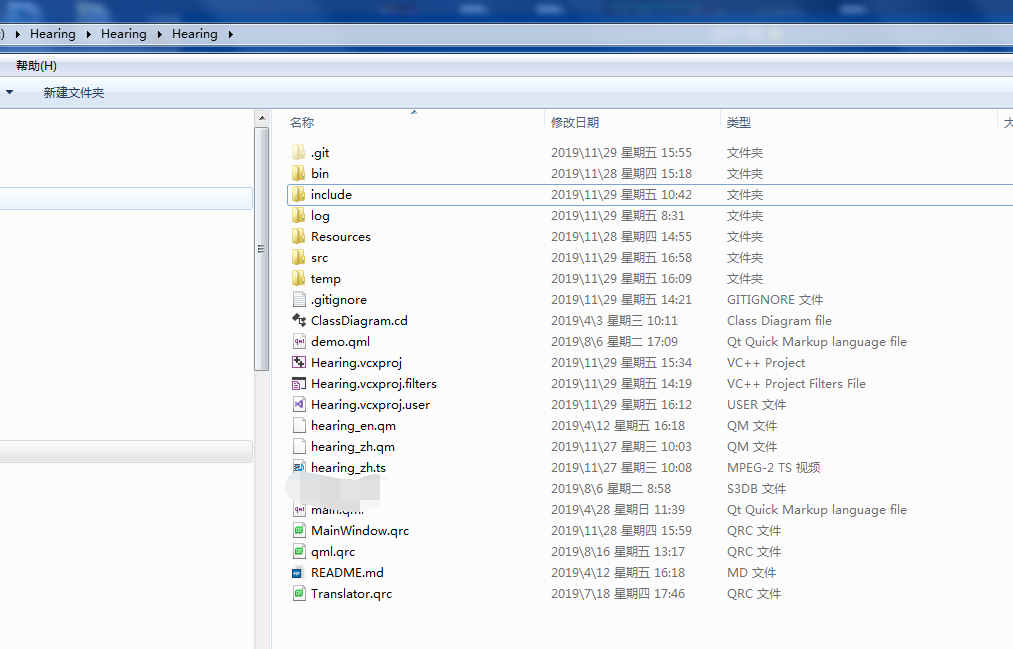 ) ▸ Hearing ▸ Hearing ▸ Hearing ▸
帮助(H)
新建文件夹
名称 修改日期 类型
.git 2019\11\29 星期五 15:55 文件夹
bin 2019\11\28 星期四 15:18 文件夹
include 2019\11\29 星期五 10:42 文件夹
log 2019\11\29 星期五 8:31 文件夹
Resources 2019\11\28 星期四 14:55 文件夹
src 2019\11\29 星期五 16:58 文件夹
temp 2019\11\29 星期五 16:09 文件夹
.gitignore 2019\11\29 星期五 14:21 GITIGNORE 文件
ClassDiagram.cd 2019\4\3 星期三 10:11 Class Diagram file
demo.qml 2019\8\6 星期二 17:09 Qt Quick Markup language file
Hearing.vcxproj 2019\11\29 星期五 15:34 VC++ Project
Hearing.vcxproj.filters 2019\11\29 星期五 14:19 VC++ Project Filters File
Hearing.vcxproj.user 2019\11\29 星期五 16:12 USER 文件
hearing_en.qm 2019\4\12 星期五 16:18 QM 文件
hearing_zh.qm 2019\11\27 星期三 10:03 QM 文件
hearing_zh.ts 2019\11\27 星期三 10:08 MPEG-2 TS 视频
2019\8\6 星期二 8:58 S3DB 文件
main.qml 2019\4\28 星期日 11:39 Qt Quick Markup language file
MainWindow.qrc 2019\11\28 星期四 15:59 QRC 文件
qml.qrc 2019\8\16 星期五 13:17 QRC 文件
README.md 2019\4\12 星期五 16:18 MD 文件
Translator.qrc 2019\7\18 星期四 17:46 QRC 文件